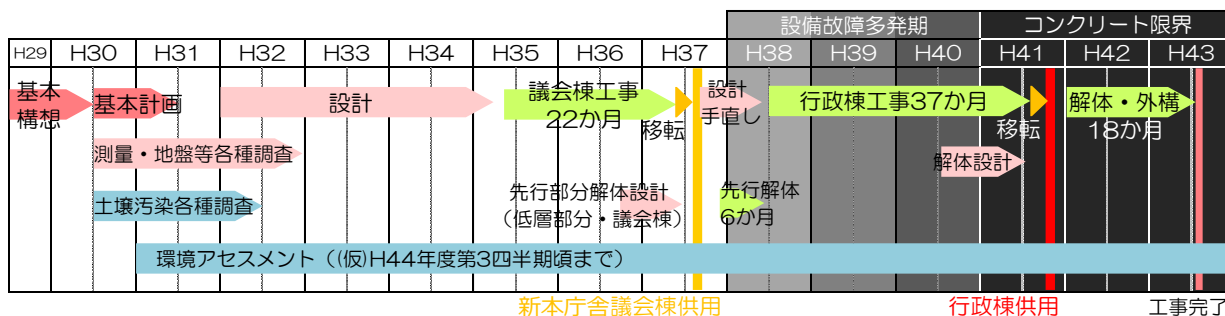 設備故障多発期 コンクリート限界
H29 H30 H31 H32 H33 H34 H35 H36 H37 H38 H39 H40 H41 H42 H43
基本
構想
基本計画
設計
議会棟工事
22か月
移転
設計
手直し
行政棟工事37か月
移転
解体・外構
18か月
測量・地盤等各種調査
解体設計
土壌汚染各種調査
先行部分解体設計
(低層部分・議会棟)
先行解体
6か月
環境アセスメント((仮)H44年度第3四半期頃まで)
新本庁舎議会棟供用
行政棟供用
工事完了